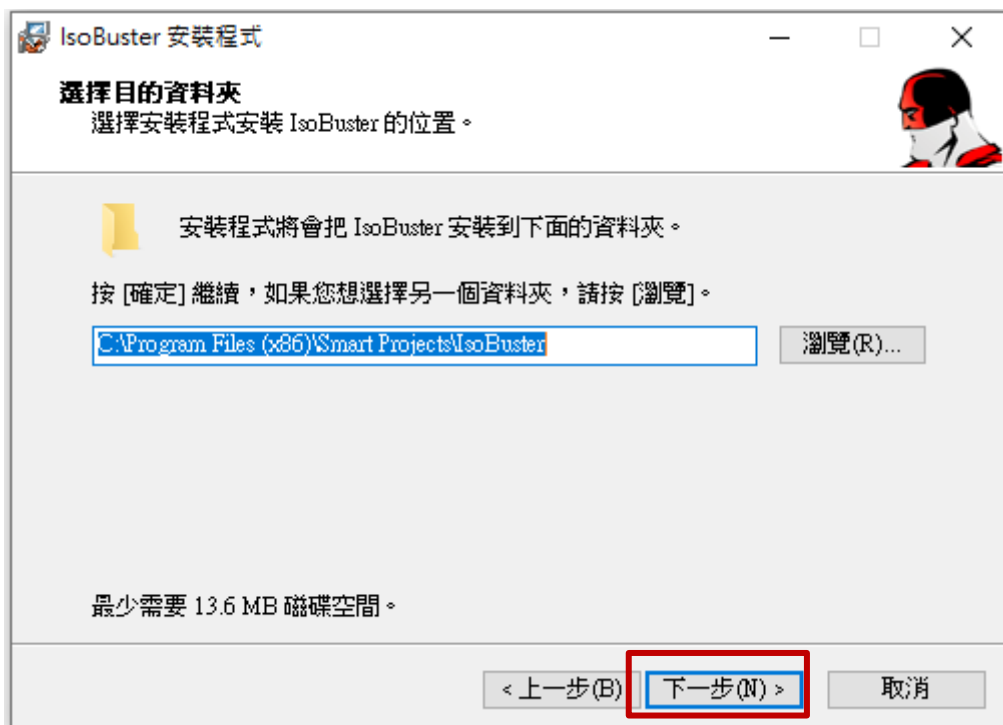 IsoBuster 安裝程式
選擇目的資料夾
選擇安裝程式安裝 IsoBuster 的位置。
安裝程式將會把 IsoBuster 安裝到下面的資料夾。
按 [確定] 繼續，如果您想選擇另一個資料夾，請按 [瀏覽]。
C:\Program Files (x86)\Smart Projects\IsoBuster
瀏覽(R)...
最少需要 13.6 MB 磁碟空間。
< 上一步(B)
下一步(N) >
取消